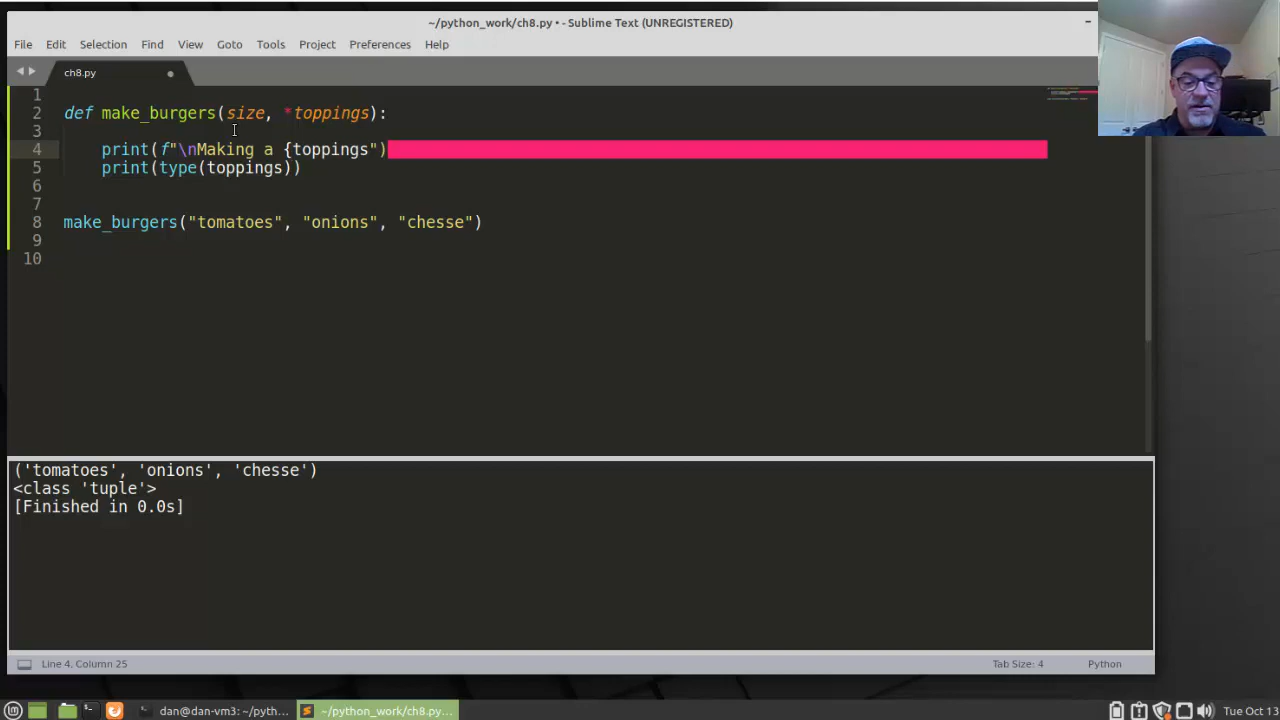 ~/python_work/ch8.py • - Sublime Text (UNREGISTERED)
File Edit Selection Find View Goto Tools Project Preferences Help
ch8.py
1
2 def make_burgers(size, *toppings):
3
4 print(f"\nMaking a {toppings")
5 print(type(toppings))
6
7
8 make_burgers("tomatoes", "onions", "chesse")
9
10
('tomatoes', 'onions', 'chesse')
<class 'tuple'>
[Finished in 0.0s]
Line 4, Column 25 Tab Size: 4 Python
dan@dan-vm3: ~/pyth... ~/python_work/ch8.py... Tue Oct 13